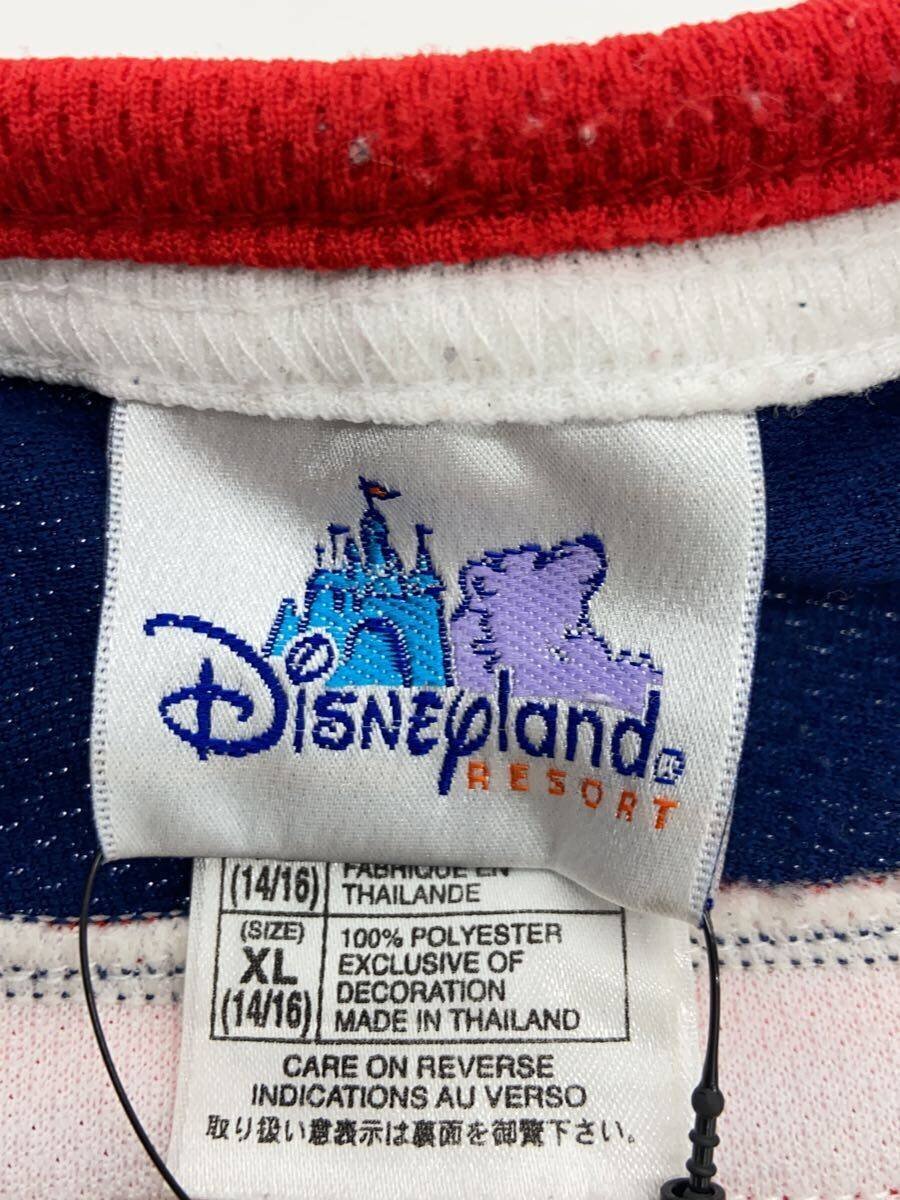 Disneyland
RESORT
(14/16)
FABRIQUÉ EN
THAILANDE
(SIZE)
XL
(14/16)
100% POLYESTER
EXCLUSIVE OF
DECORATION
MADE IN THAILAND
CARE ON REVERSE
INDICATIONS AU VERSO
取り扱い意表示は裏面を御覧下さい。